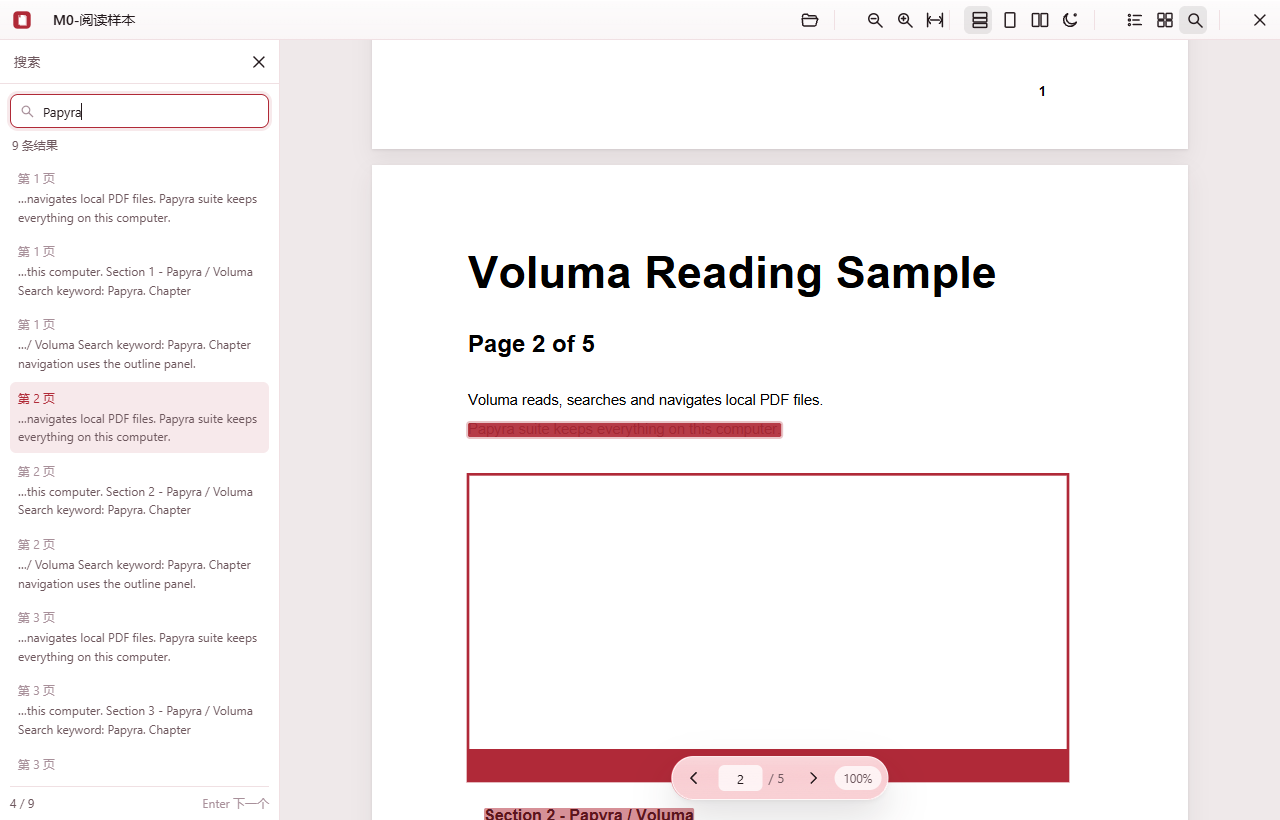 M0-阅读样本
搜索
Papyra
9 条结果
第 1 页
...navigates local PDF files. Papyra suite keeps
everything on this computer.
第 1 页
...this computer. Section 1 - Papyra / Voluma
Search keyword: Papyra. Chapter
第 1 页
.../ Voluma Search keyword: Papyra. Chapter
navigation uses the outline panel.
第 2 页
...navigates local PDF files. Papyra suite keeps
everything on this computer.
第 2 页
...this computer. Section 2 - Papyra / Voluma
Search keyword: Papyra. Chapter
第 2 页
.../ Voluma Search keyword: Papyra. Chapter
navigation uses the outline panel.
第 3 页
...navigates local PDF files. Papyra suite keeps
everything on this computer.
第 3 页
...this computer. Section 3 - Papyra / Voluma
Search keyword: Papyra. Chapter
第 3 页
4 / 9
Enter 下一个
1
Voluma Reading Sample
Page 2 of 5
Voluma reads, searches and navigates local PDF files.
Papyra suite keeps everything on this computer.
2 / 5
100%
Section 2 - Papyra / Voluma